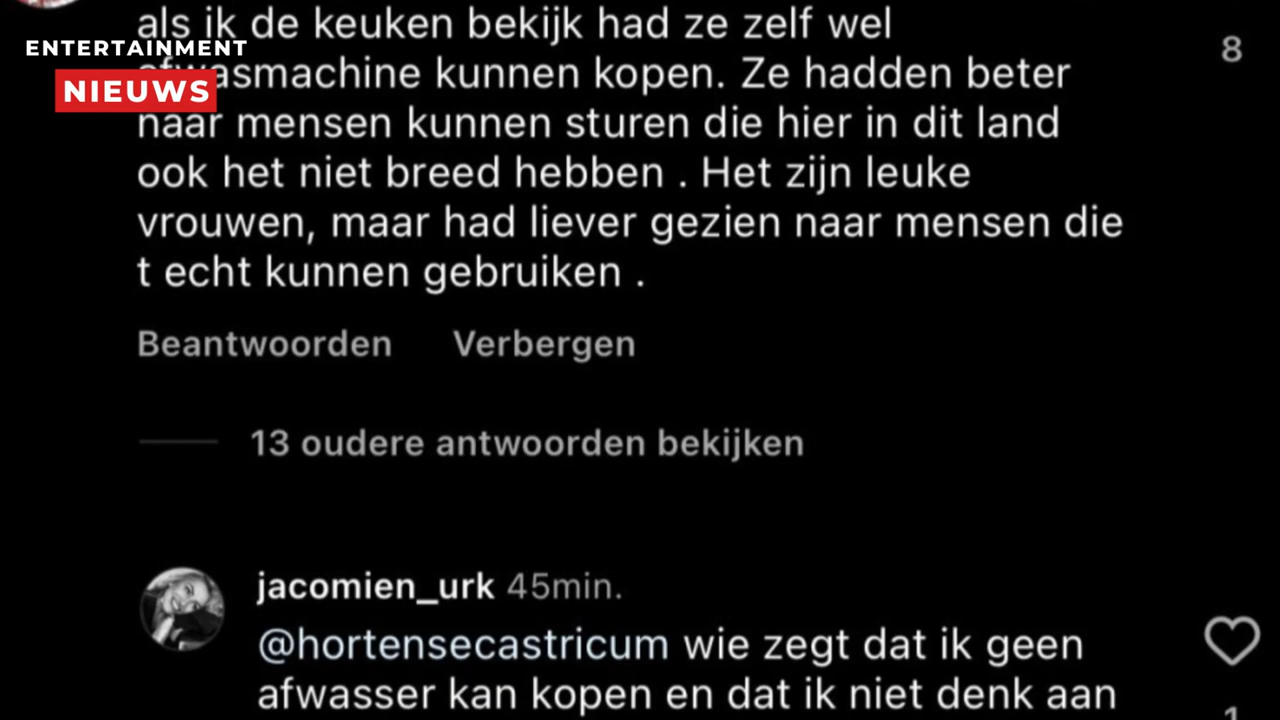 ENTERTAINMENT
NIEUWS
als ik de keuken bekijk had ze zelf wel
8
kunnen kopen. Ze hadden beter
naar mensen kunnen sturen die hier in dit land
ook het niet breed hebben . Het zijn leuke
vrouwen, maar had liever gezien naar mensen die
t echt kunnen gebruiken .
Beantwoorden Verbergen
13 oudere antwoorden bekijken
jacomien_urk 45min.
@hortensecastricum wie zegt dat ik geen
afwasser kan kopen en dat ik niet denk aan